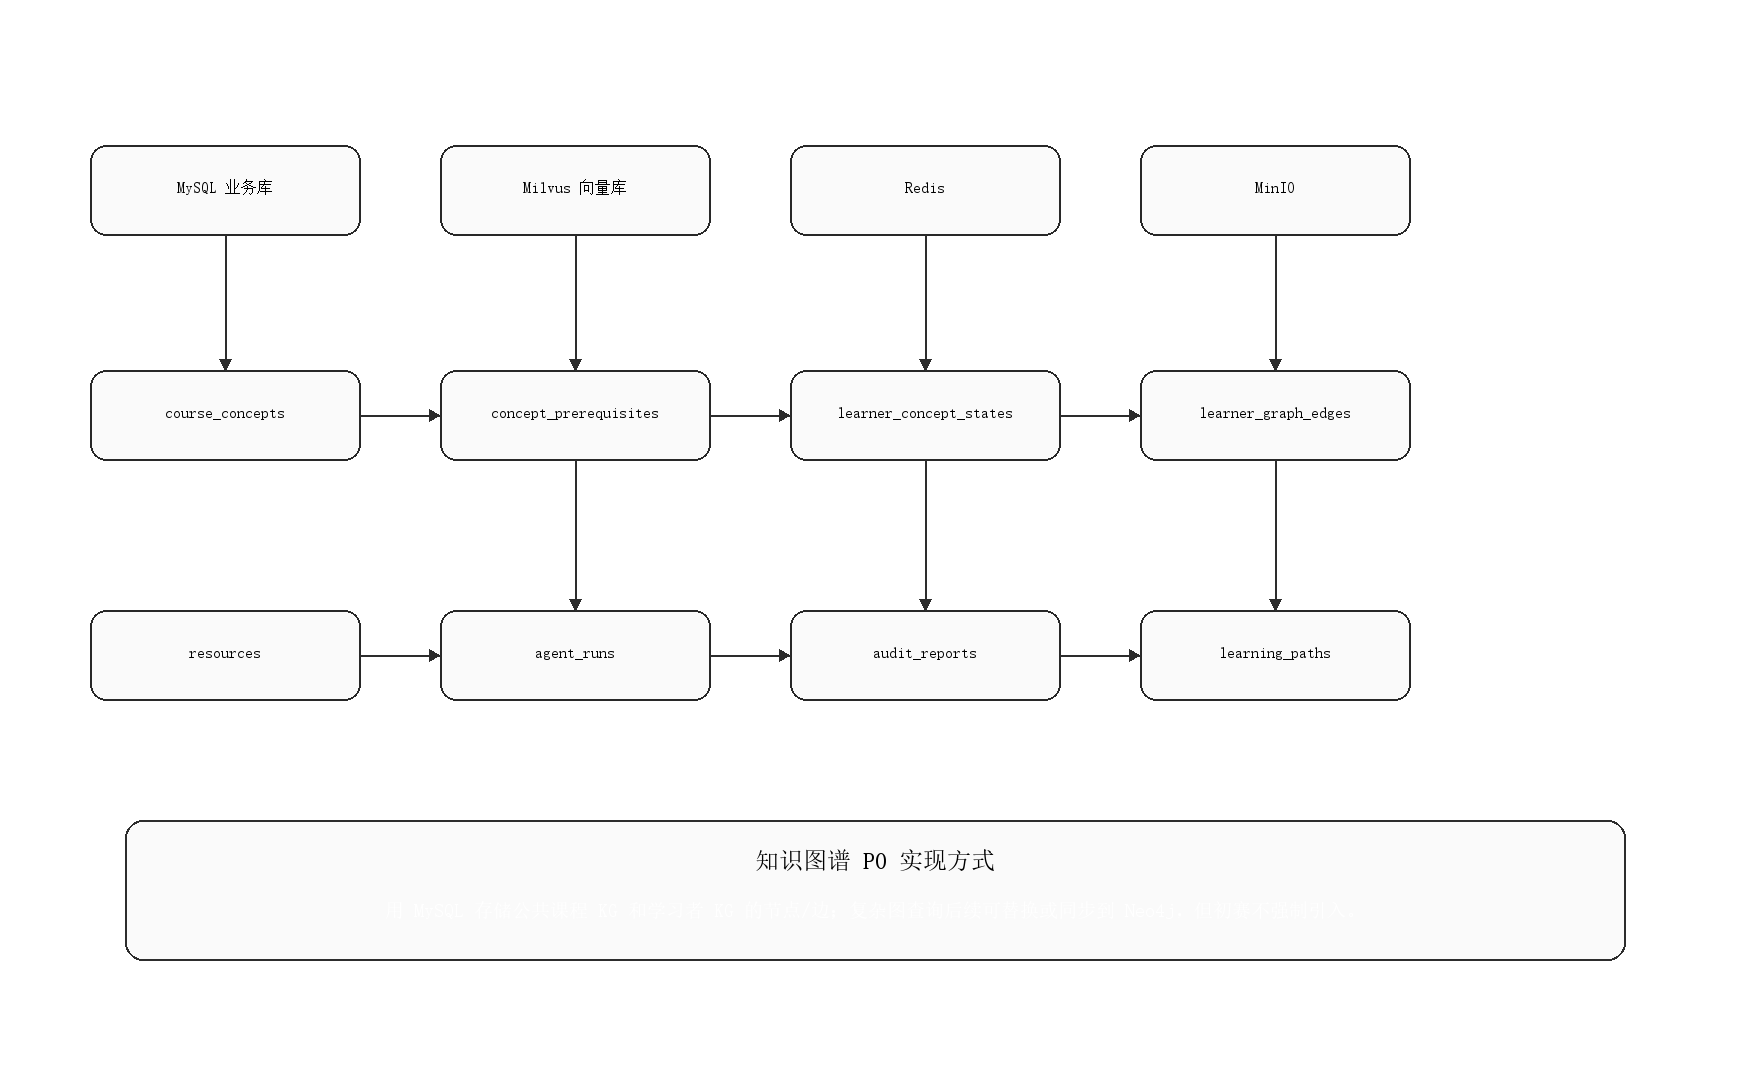 MySQL 业务库
Milvus 向量库
Redis
MinIO
course_concepts
concept_prerequisites
learner_concept_states
learner_graph_edges
resources
agent_runs
audit_reports
learning_paths
知识图谱 P0 实现方式